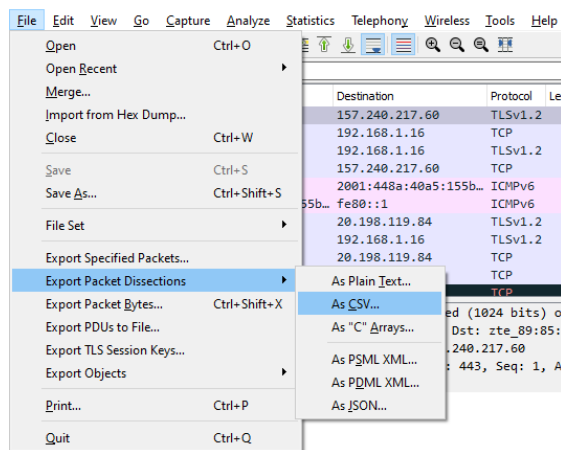 File Edit View Go Capture Analyze Statistics Telephony Wireless Tools Help
Open Ctrl+O
Open Recent
Merge...
Import from Hex Dump...
Close Ctrl+W
Save Ctrl+S
Save As... Ctrl+Shift+S
File Set
Export Specified Packets...
Export Packet Dissections
Export Packet Bytes... Ctrl+Shift+X
Export PDUs to File...
Export TLS Session Keys...
Export Objects
Print... Ctrl+P
Quit Ctrl+Q
As Plain Text...
As CSV...
As "C" Arrays...
As PSML XML...
As PDML XML...
As JSON...
Destination Protocol Le
157.240.217.60 TLSv1.2
192.168.1.16 TCP
192.168.1.16 TLSv1.2
157.240.217.60 TCP
2001:448a:40a5:155b… ICMPv6
55b… fe80::1 ICMPv6
20.198.119.84 TLSv1.2
192.168.1.16 TLSv1.2
20.198.119.84 TCP
TCP
TCP
ed (1024 bits) o
Dst: zte_89:85:
.240.217.60
: 443, Seq: 1, A